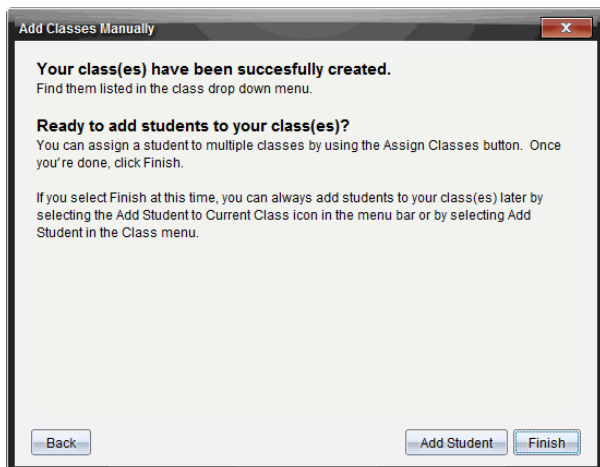 Add Classes Manually
X
Your class(es) have been succesfully created.
Find them listed in the class drop down menu.
Ready to add students to your class(es)?
You can assign a student to multiple classes by using the Assign Classes button. Once
you're done, click Finish.
If you select Finish at this time, you can always add students to your class(es) later by
selecting the Add Student to Current Class icon in the menu bar or by selecting Add
Student in the Class menu.
Back
Add Student
Finish